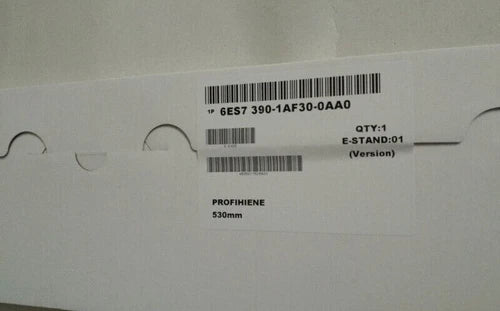 1P 6ES7 390-1AF30-0AA0
QTY:1
E-STAND:01
(Version)
PROFIHIENE
530mm